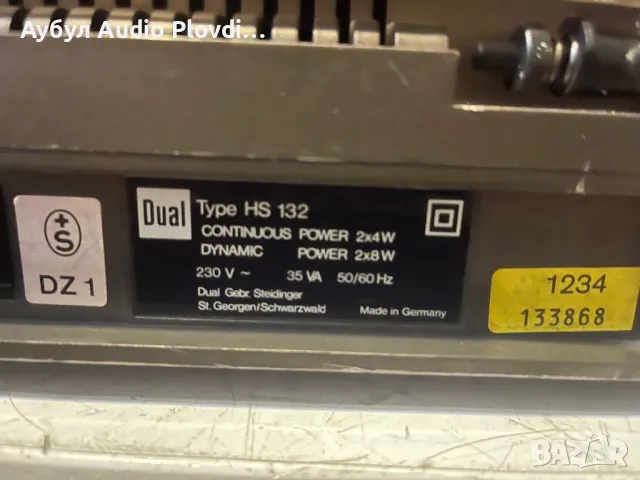 Аубул Audio Plovdi...
Dual
Type HS 132
CONTINUOUS POWER 2x4W
DYNAMIC POWER 2x8W
230 V ~ 35 VA 50/60 Hz
Dual Gebr. Steidinger
St. Georgen/Schwarzwald
Made in Germany
+
S
DZ 1
1234
133868
BAZAR